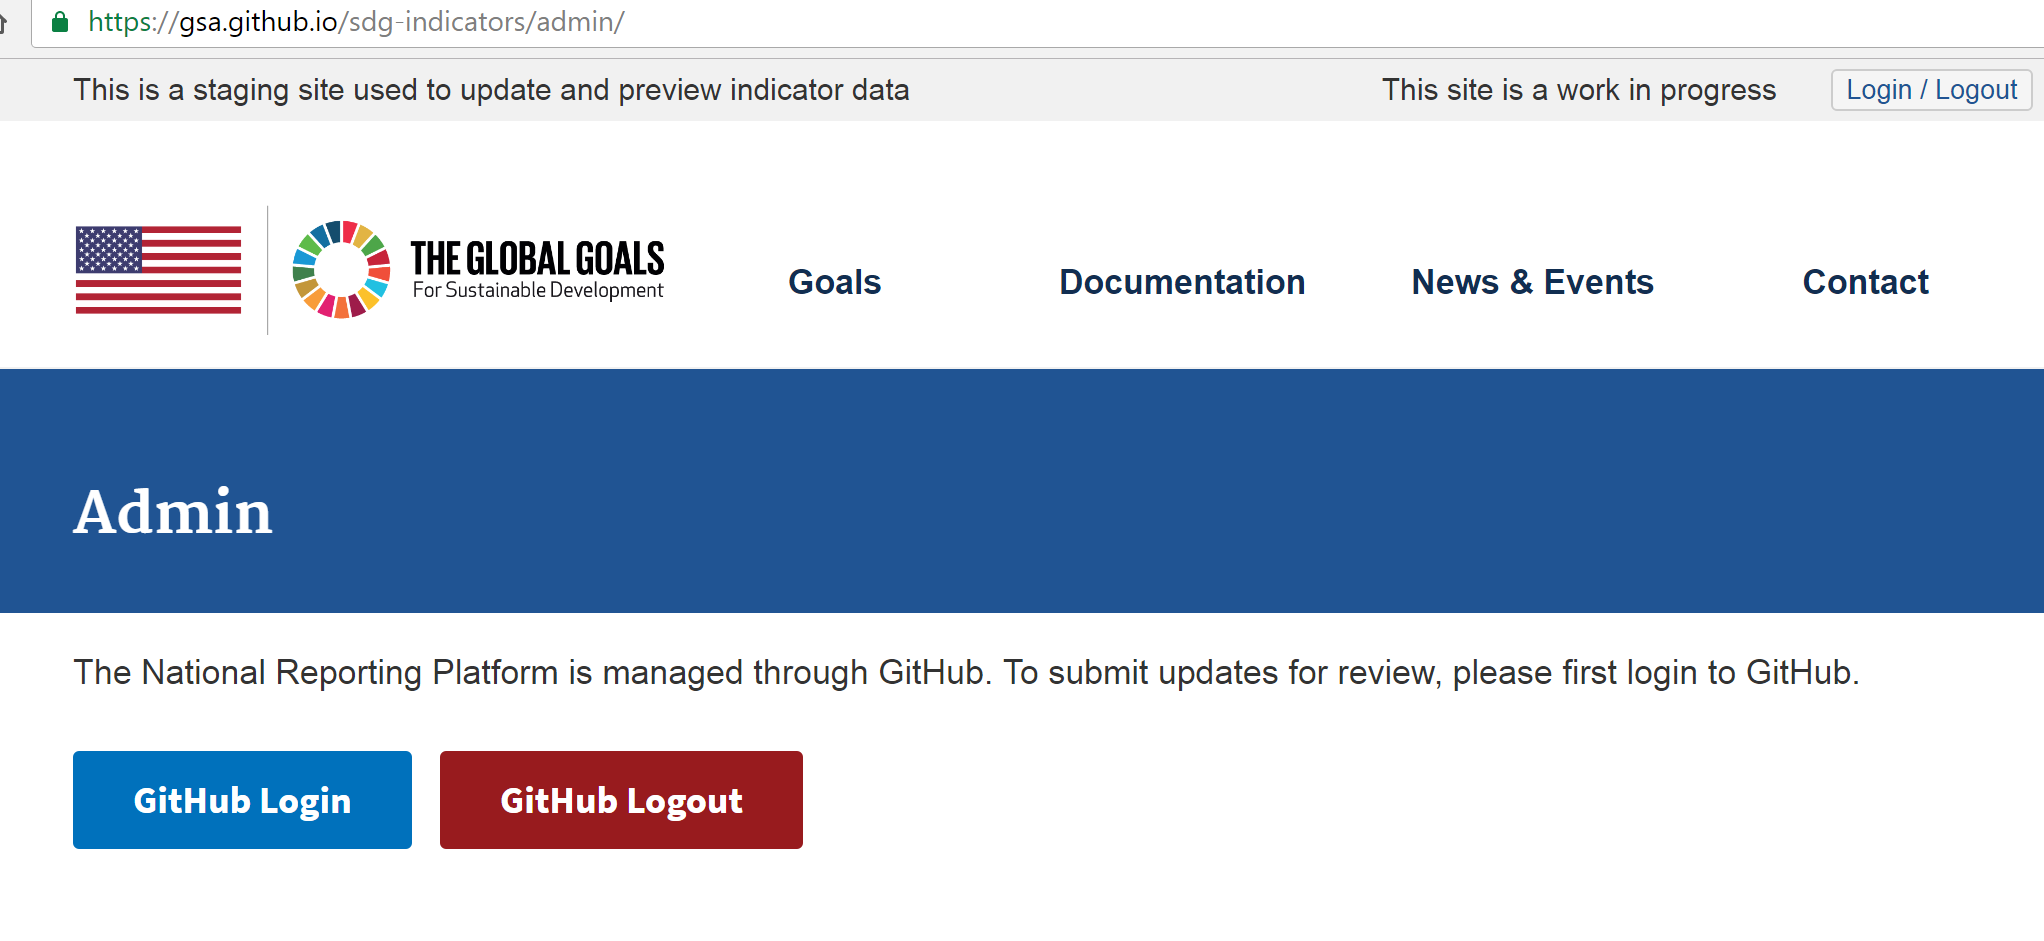 https://gsa.github.io/sdg-indicators/admin/
This is a staging site used to update and preview indicator data
This site is a work in progress
Login / Logout
THE GLOBAL GOALS
For Sustainable Development
Goals
Documentation
News & Events
Contact
Admin
The National Reporting Platform is managed through GitHub. To submit updates for review, please first login to GitHub.
GitHub Login
GitHub Logout